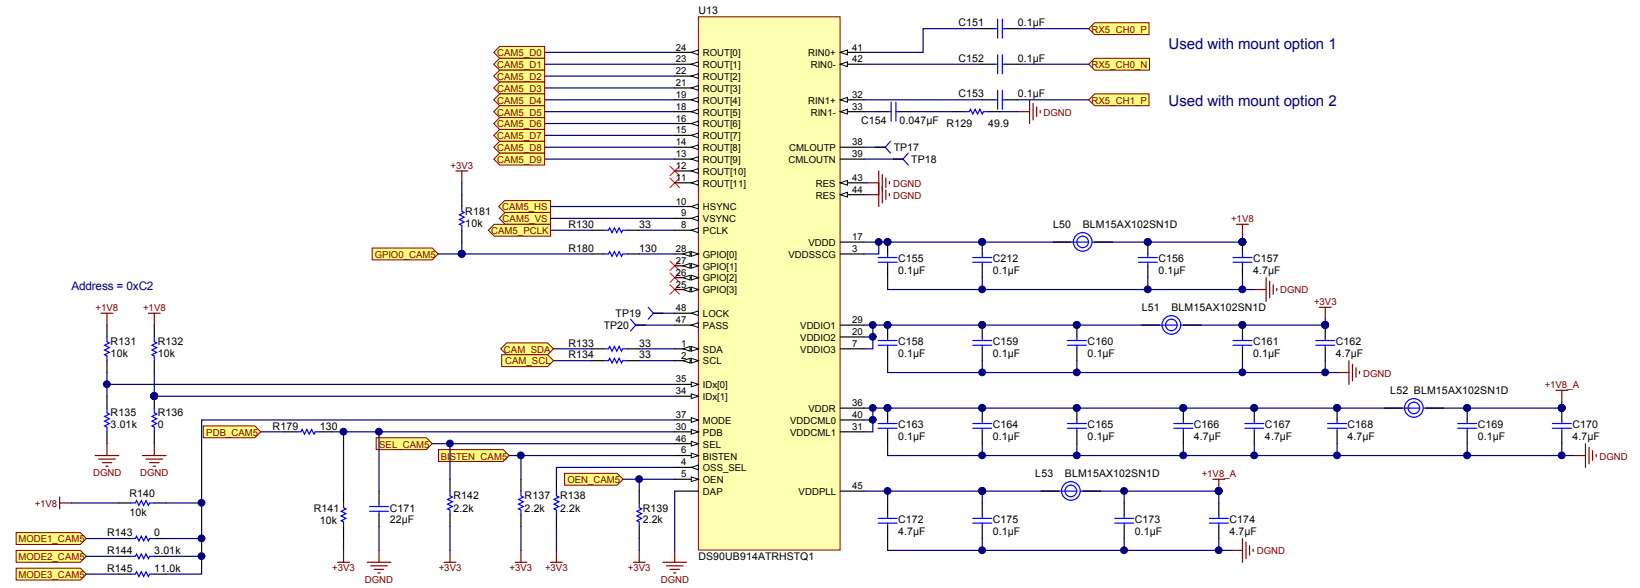 U13
C151 0.1µF RX5_CH0_P
Used with mount option 1
CAM5_D0 24 ROUT[0] RIN0+ 41
CAM5_D1 23 ROUT[1] RIN0- 42 C152 0.1µF RX5_CH0_N
CAM5_D2 22 ROUT[2]
CAM5_D3 21 ROUT[3]
CAM5_D4 19 ROUT[4] RIN1+ 32 C153 0.1µF RX5_CH1_P Used with mount option 2
CAM5_D5 18 ROUT[5] RIN1- 33 C154 0.047µF R129 49.9 DGND
CAM5_D6 16 ROUT[6]
CAM5_D7 15 ROUT[7]
CAM5_D8 14 ROUT[8] CMLOUTP 38 TP17
CAM5_D9 13 ROUT[9] CMLOUTN 39 TP18
12 ROUT[10]
11 ROUT[11] RES 43 DGND
RES 44 DGND
+3V3
R181
10k
CAM5_HS 10 HSYNC
CAM5_VS 9 VSYNC
CAM5_PCLK R130 33 8 PCLK
GPIO0_CAM5 R180 130 28 GPIO[0]
27 GPIO[1]
26 GPIO[2]
25 GPIO[3]
L50 BLM15AX102SN1D +1V8
VDDD 17
VDDSSCG 3
C155 0.1µF
C212 0.1µF
C156 0.1µF
C157 4.7µF
DGND
TP19 48 LOCK
TP20 47 PASS
L51 BLM15AX102SN1D +3V3
VDDIO1 29
VDDIO2 20
VDDIO3 7
C158 0.1µF
C159 0.1µF
C160 0.1µF
C161 0.1µF
C162 4.7µF
DGND
CAM_SDA R133 33 1 SDA
CAM_SCL R134 33 2 SCL
Address = 0xC2
+1V8 +1V8
R131 10k
R132 10k
35 IDx[0]
34 IDx[1]
R135 3.01k
R136 0
DGND DGND
L52 BLM15AX102SN1D +1V8_A
VDDR 36
VDDCML0 40
VDDCML1 31
C163 0.1µF
C164 0.1µF
C165 0.1µF
C166 4.7µF
C167 4.7µF
C168 4.7µF
C169 0.1µF
C170 4.7µF
DGND
37 MODE
PDB_CAM5 R179 130 30 PDB
SEL_CAM5 46 SEL
BISTEN_CAM5 6 BISTEN
4 OSS_SEL
OEN_CAM5 5 OEN
DAP
L53 BLM15AX102SN1D +1V8_A
VDDPLL 45
C172 4.7µF
C175 0.1µF
C173 0.1µF
C174 4.7µF
DGND
+1V8 R140 10k
MODE1_CAM5 R143 0
MODE2_CAM5 R144 3.01k
MODE3_CAM5 R145 11.0k
R141 10k
C171 22µF
R142 2.2k
R137 2.2k
R138 2.2k
R139 2.2k
+3V3 DGND +3V3 +3V3 +3V3 +3V3 DGND
DS90UB914ATRHSTQ1